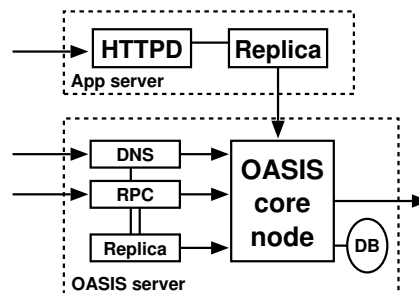 HTTPD
Replica
App server
DNS
RPC
Replica
OASIS
core
node
DB
OASIS server